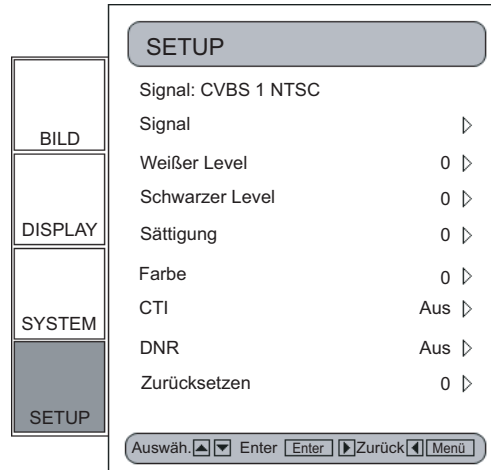 SETUP
Signal: CVBS 1 NTSC
Signal
Weißer Level 0
Schwarzer Level 0
Sättigung 0
Farbe 0
CTI Aus
DNR Aus
Zurücksetzen 0
BILD
DISPLAY
SYSTEM
SETUP
Auswäh. Enter Enter Zurück Menü